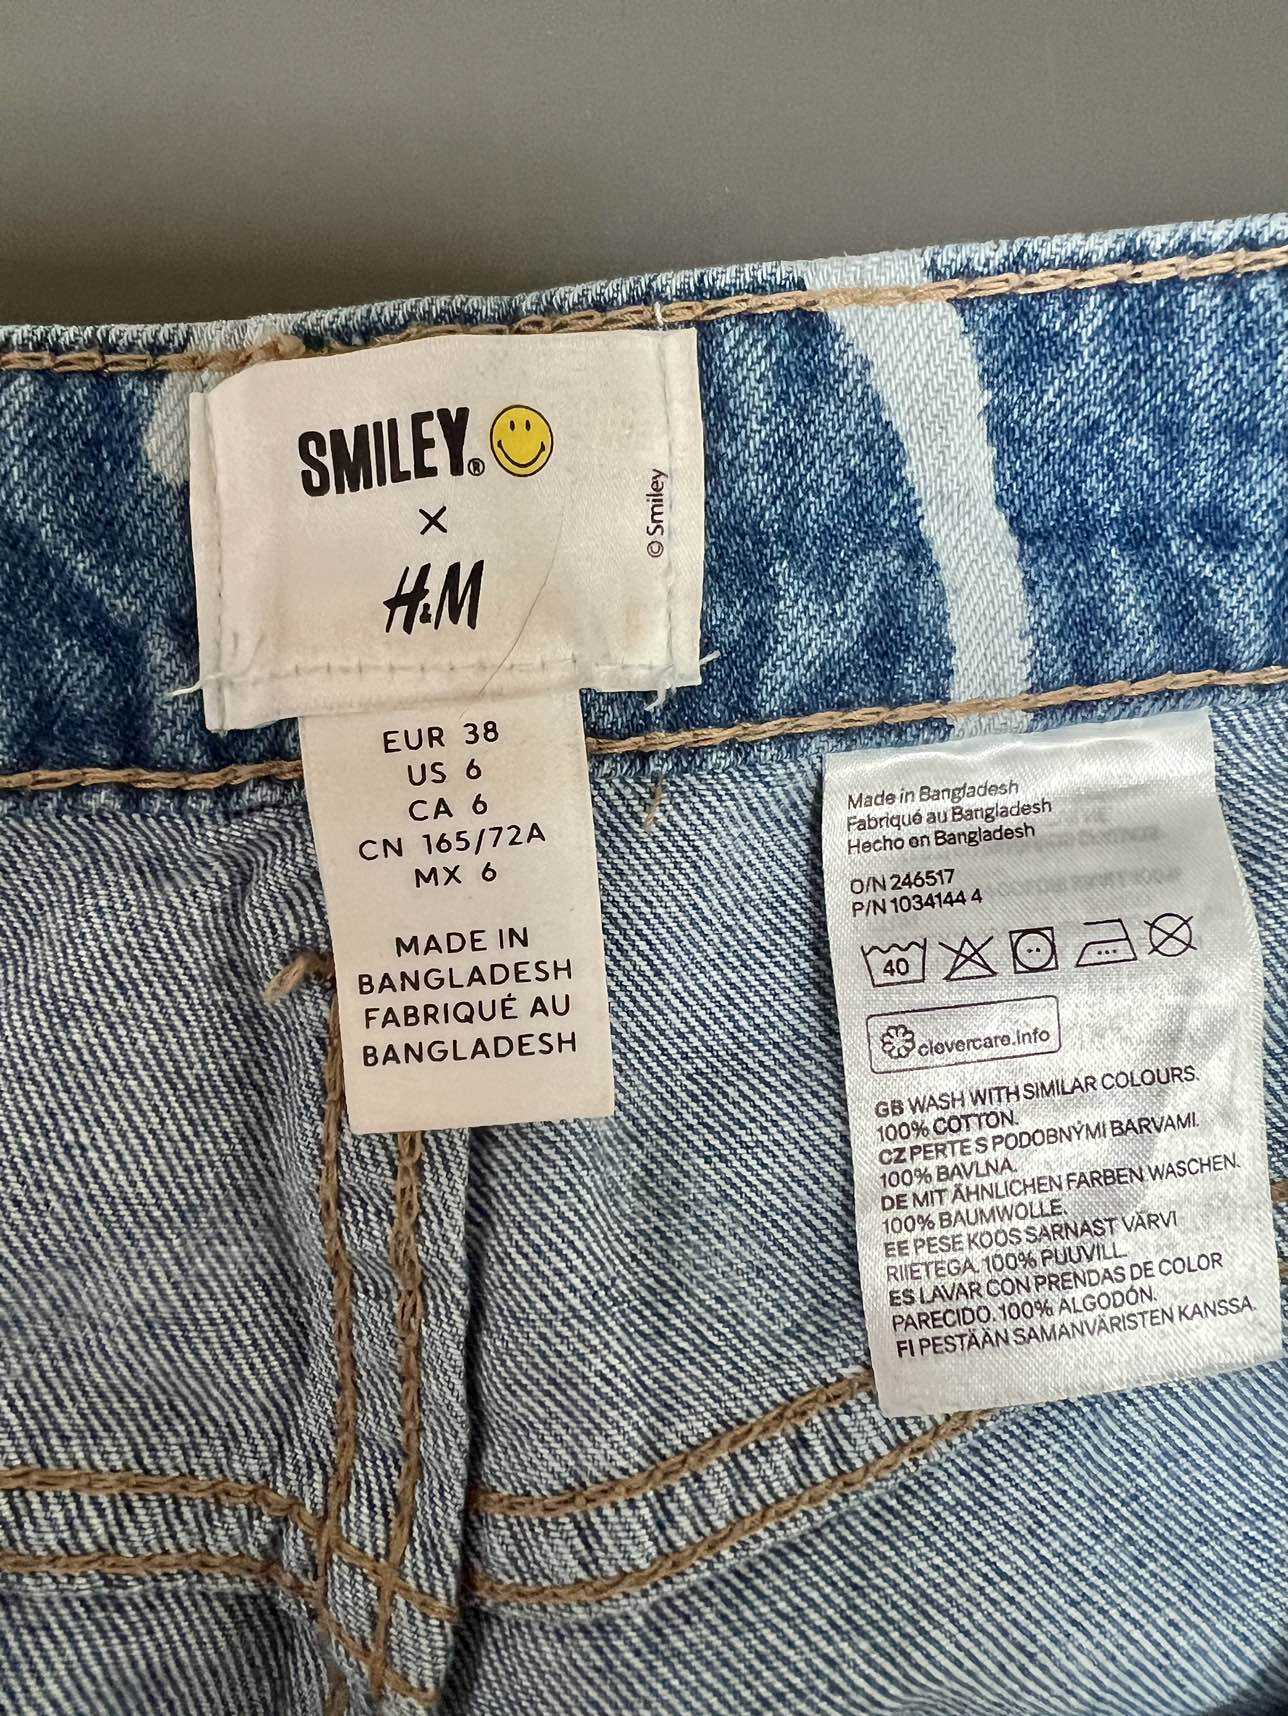 SMILEY®
×
H&M
© Smiley
EUR 38
US 6
CA 6
CN 165/72A
MX 6
MADE IN
BANGLADESH
FABRIQUÉ AU
BANGLADESH
Made in Bangladesh
Fabriqué au Bangladesh
Hecho en Bangladesh
O/N 246517
P/N 1034144 4
40
clevercare.info
GB WASH WITH SIMILAR COLOURS.
100% COTTON.
CZ PERTE S PODOBNÝMI BARVAMI.
100% BAVLNA.
DE MIT ÄHNLICHEN FARBEN WASCHEN.
100% BAUMWOLLE.
EE PESE KOOS SARNAST VÄRVI
RIIETEGA. 100% PUUVILL.
ES LAVAR CON PRENDAS DE COLOR
PARECIDO. 100% ALGODÓN.
FI PESTÄÄN SAMANVÄRISTEN KANSSA.